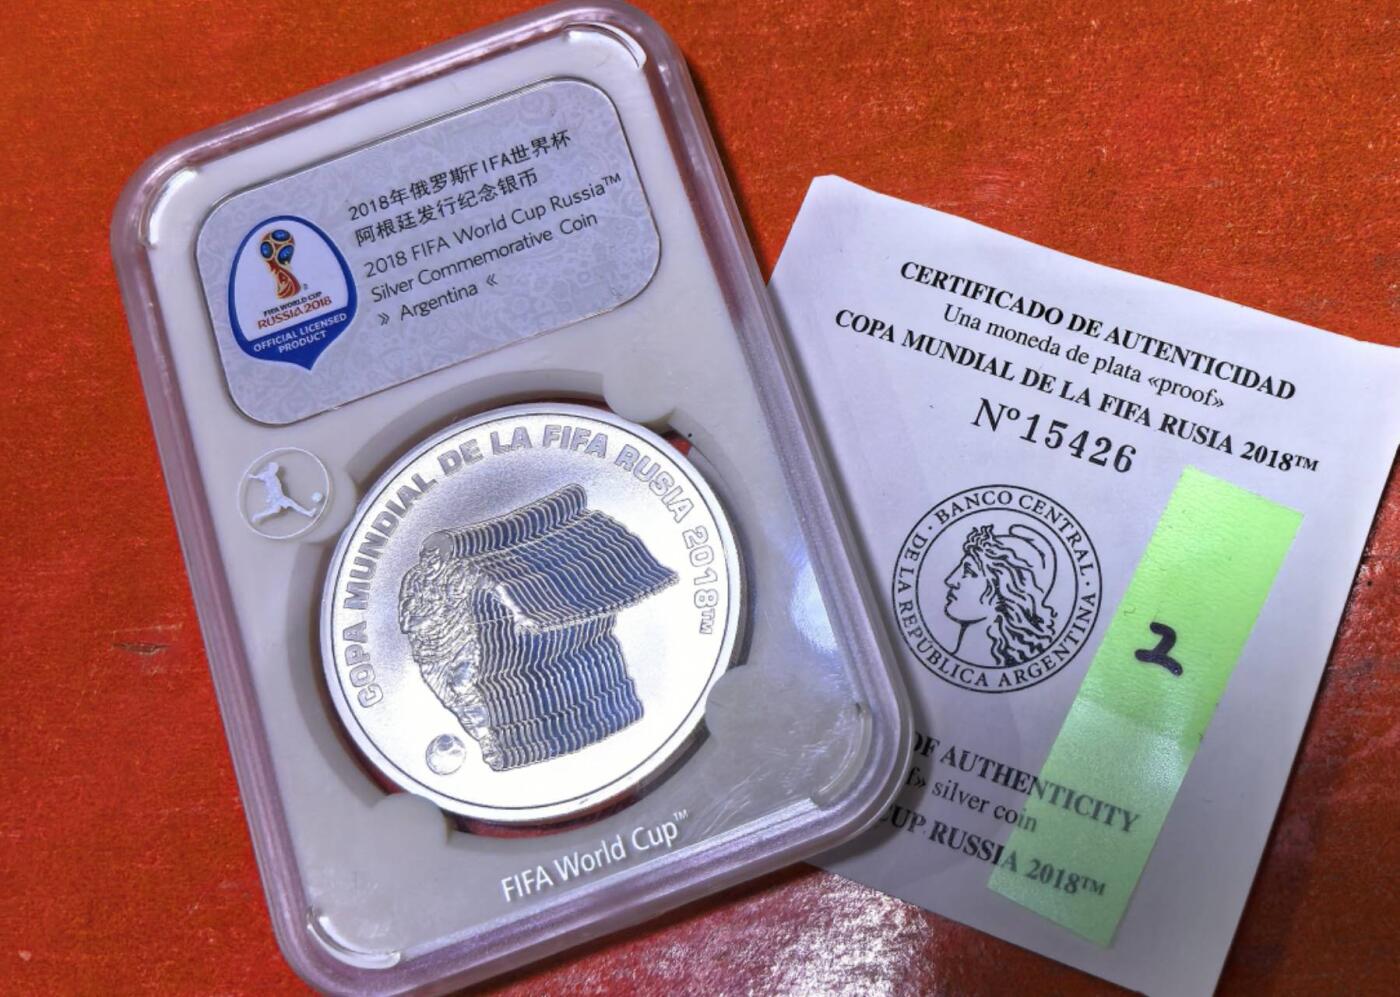 2018年俄罗斯FIFA世界杯
阿根廷发行纪念银币
2018 FIFA World Cup Russia™
Silver Commemorative Coin
» Argentina «
FIFA WORLD CUP
RUSSIA 2018
OFFICIAL LICENSED
PRODUCT
COPA MUNDIAL DE LA FIFA RUSIA 2018™
FIFA World Cup™
CERTIFICADO DE AUTENTICIDAD
Una moneda de plata «proof»
COPA MUNDIAL DE LA FIFA RUSIA 2018™
Nº15426
BANCO CENTRAL · DE LA REPUBLICA ARGENTINA ·
2
OF AUTHENTICITY
f» silver coin
CUP RUSSIA 2018™